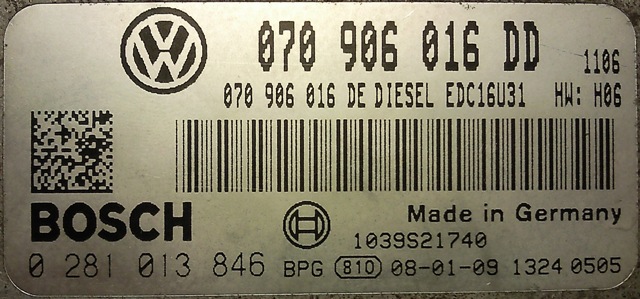 VW 070 906 016 DD 1106
070 906 016 DE DIESEL EDC16U31 HW: H06
BOSCH
Made in Germany
1039S21740
0 281 013 846 BPG 810 08-01-09 1324 0505